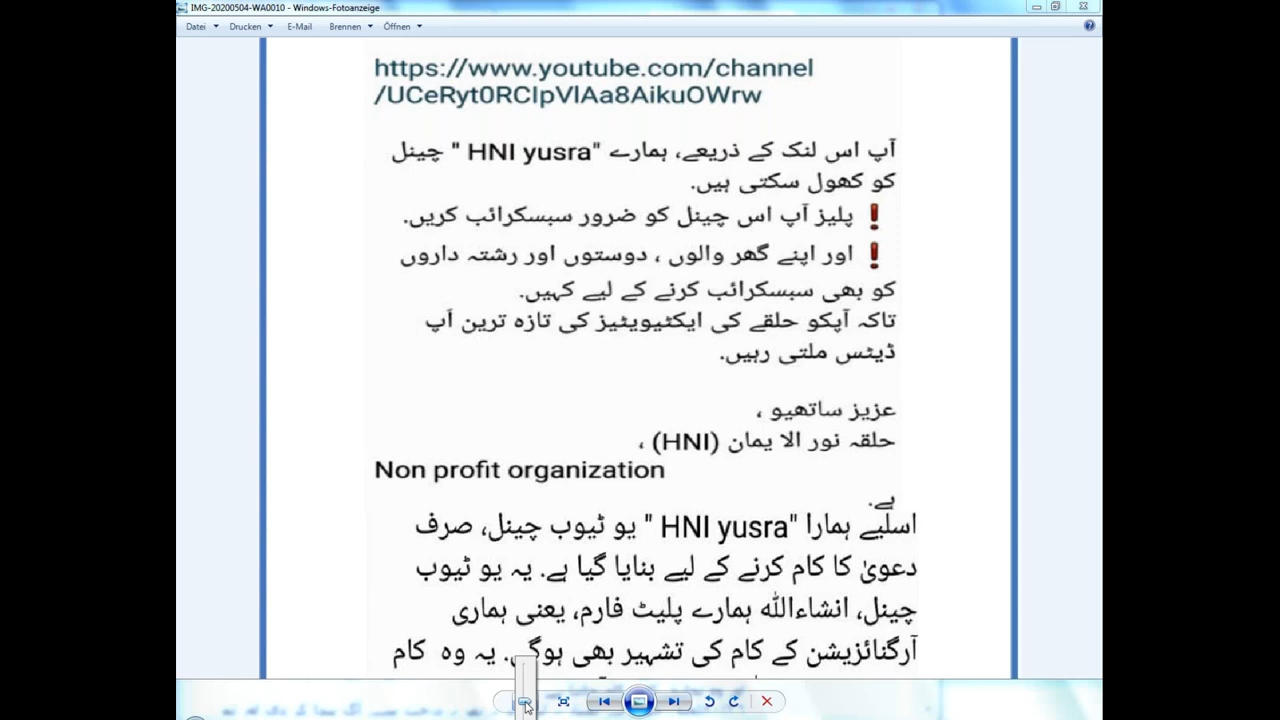 IMG-20200504-WA0010 - Windows-Fotoanzeige
Datei Drucken E-Mail Brennen Öffnen
https://www.youtube.com/channel
/UCeRyt0RCIpVlAa8AikuOWrw
آپ اس لنک کے ذریعے، ہمارے "HNI yusra " چینل
کو کھول سکتی ہیں.
❗ پلیز آپ اس چینل کو ضرور سبسکرائب کریں.
❗ اور اپنے گھر والوں ، دوستوں اور رشتہ داروں
کو بھی سبسکرائب کرنے کے لیے کہیں.
تاکہ آپکو حلقے کی ایکٹیویٹیز کی تازہ ترین اَپ
ڈیٹس ملتی رہیں.
عزیز ساتھیو ،
حلقہ نور الا یمان (HNI) ،
Non profit organization
ہے.
اسلیے ہمارا "HNI yusra " یو ٹیوب چینل، صرف
دعویٰ کا کام کرنے کے لیے بنایا گیا ہے. یہ یو ٹیوب
چینل، انشاءاللّٰه ہمارے پلیٹ فارم، یعنی ہماری
آرگنائزیشن کے کام کی تشہیر بھی ہوگی. یہ وہ کام